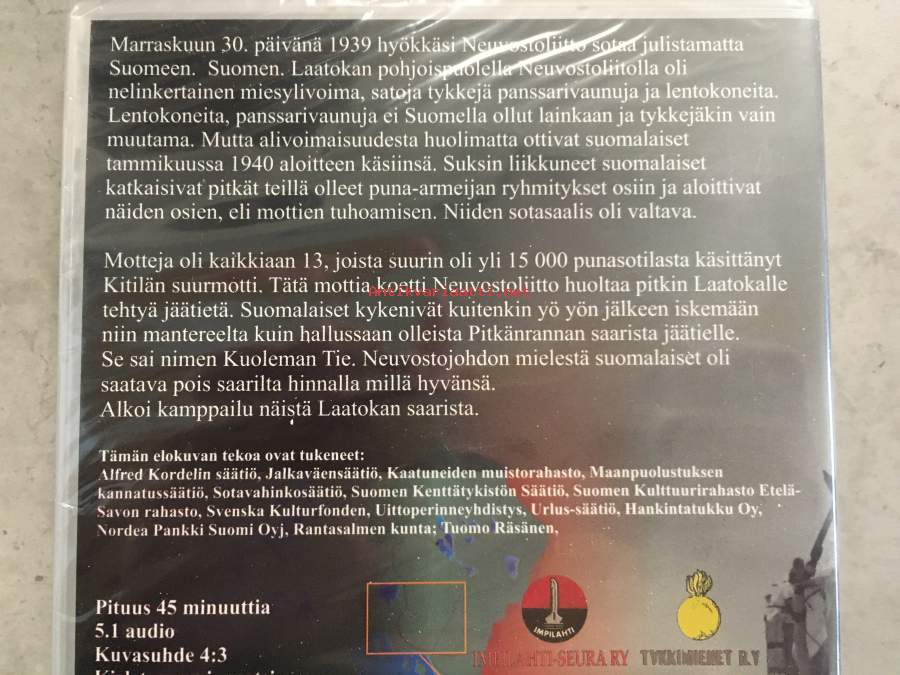 Marraskuun 30. päivänä 1939 hyökkäsi Neuvostoliitto sotaa julistamatta
Suomeen. Suomen. Laatokan pohjoispuolella Neuvostoliitolla oli
nelinkertainen miesylivoima, satoja tykkejä panssarivaunuja ja lentokoneita.
Lentokoneita, panssarivaunuja ei Suomella ollut lainkaan ja tykkejäkin vain
muutama. Mutta alivoimaisuudesta huolimatta ottivat suomalaiset
tammikuussa 1940 aloitteen käsiinsä. Suksin liikkuneet suomalaiset
katkaisivat pitkät teillä olleet puna-armeijan ryhmitykset osiin ja aloittivat
näiden osien, eli mottien tuhoamisen. Niiden sotasaalis oli valtava.
Motteja oli kaikkiaan 13, joista suurin oli yli 15 000 punasotilasta käsittänyt
Kitilän suurmotti. Tätä mottia koetti Neuvostoliitto huoltaa pitkin Laatokalle
Antikvariaatti.net
tehtyä jäätietä. Suomalaiset kykenivät kuitenkin yö yön jälkeen iskemään
niin mantereelta kuin hallussaan olleista Pitkänrannan saarista jäätielle.
Se sai nimen Kuoleman Tie. Neuvostojohdon mielestä suomalaiset oli
saatava pois saarilta hinnalla millä hyvänsä.
Alkoi kamppailu näistä Laatokan saarista.
Tämän elokuvan tekoa ovat tukeneet:
Alfred Kordelin säätiö, Jalkaväensäätiö, Kaatuneiden muistorahasto, Maanpuolustuksen
kannatussäätiö, Sotavahinkosäätiö, Suomen Kenttätykistön Säätiö, Suomen Kulttuurirahasto Etelä-
Savon rahasto, Svenska Kulturfonden, Uittoperinneyhdistys, Urlus-säätiö, Hankintatukku Oy,
Nordea Pankki Suomi Oyj, Rantasalmen kunta; Tuomo Räsänen,
Pituus 45 minuuttia
5.1 audio
Kuvasuhde 4:3
IMPILAHTI
IMPILAHTI-SEURA RY
TYKKIMIEHET R.Y